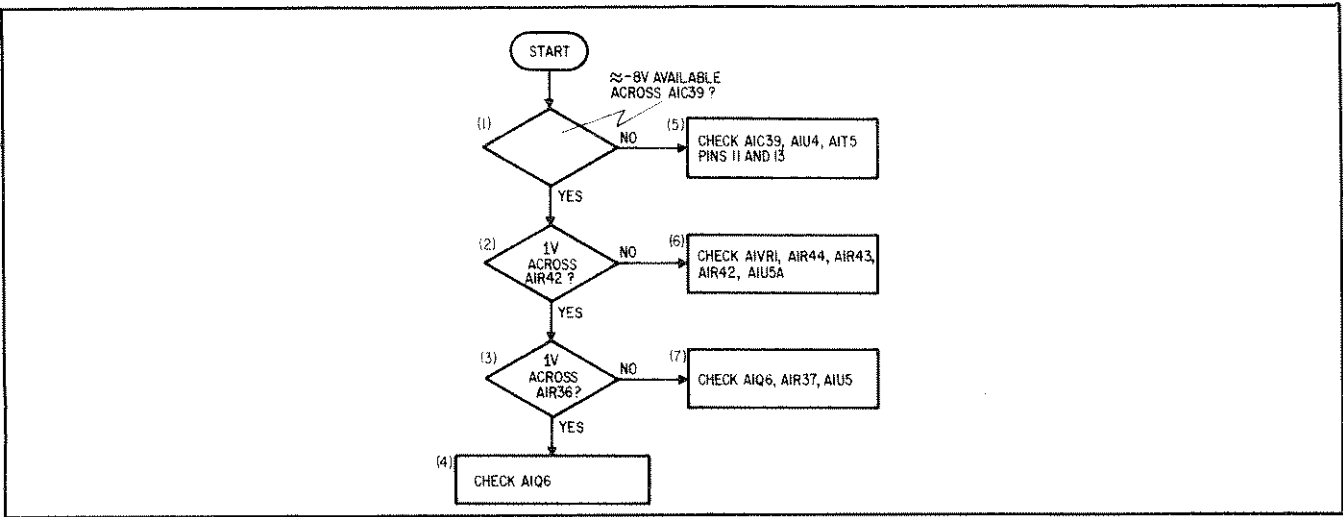 START
≈-8V AVAILABLE
ACROSS A1C39 ?
(1)
NO
(5)
CHECK A1C39, A1U4, A1T5
PINS 11 AND 13
YES
(2)
1V
ACROSS
A1R42 ?
NO
(6)
CHECK A1VR1, A1R44, A1R43,
A1R42, A1U5A
YES
(3)
1V
ACROSS
A1R36?
NO
(7)
CHECK A1Q6, A1R37, A1U5
YES
(4)
CHECK A1Q6